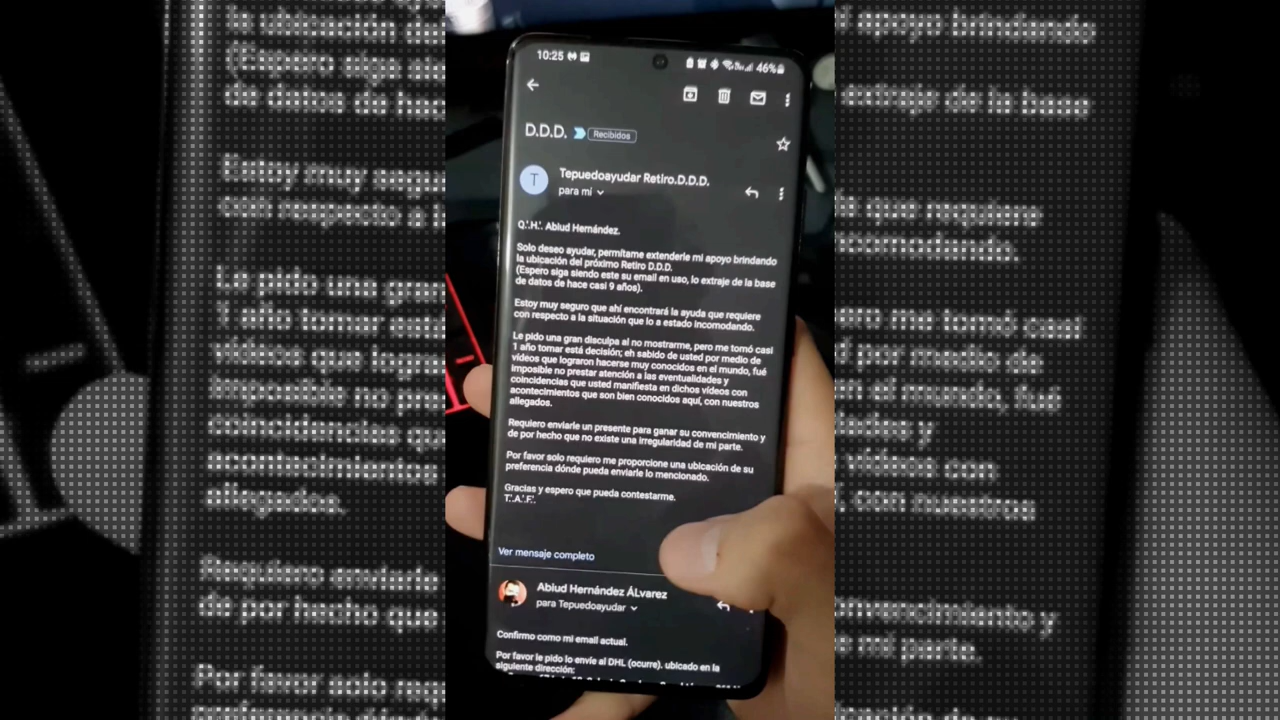 10:25
46%
D.D.D. Recibidos
T
Tepuedoayudar Retiro.D.D.D.
para mí
Q.'.H.'. Abiud Hernández.
Solo deseo ayudar, permítame extenderle mi apoyo brindando
la ubicación del próximo Retiro D.D.D.
(Espero siga siendo este su email en uso, lo extraje de la base
de datos de hace casi 9 años).
Estoy muy seguro que ahí encontrará la ayuda que requiere
con respecto a la situación que lo a estado incomodando.
Le pido una gran disculpa al no mostrarme, pero me tomó casi
1 año tomar está decisión; eh sabido de usted por medio de
vídeos que lograron hacerse muy conocidos en el mundo, fué
imposible no prestar atención a las eventualidades y
coincidencias que usted manifiesta en dichos vídeos con
acontecimientos que son bien conocidos aquí, con nuestros
allegados.
Requiero enviarle un presente para ganar su convencimiento y
de por hecho que no existe una irregularidad de mi parte.
Por favor solo requiero me proporcione una ubicación de su
preferencia dónde pueda enviarle lo mencionado.
Gracias y espero que pueda contestarme.
T.'.A.'.F.'.
Ver mensaje completo
Abiud Hernández ÁLvarez
para Tepuedoayudar
Confirmo como mi email actual.
Por favor le pido lo envíe al DHL (ocurre). ubicado en la
siguiente dirección: